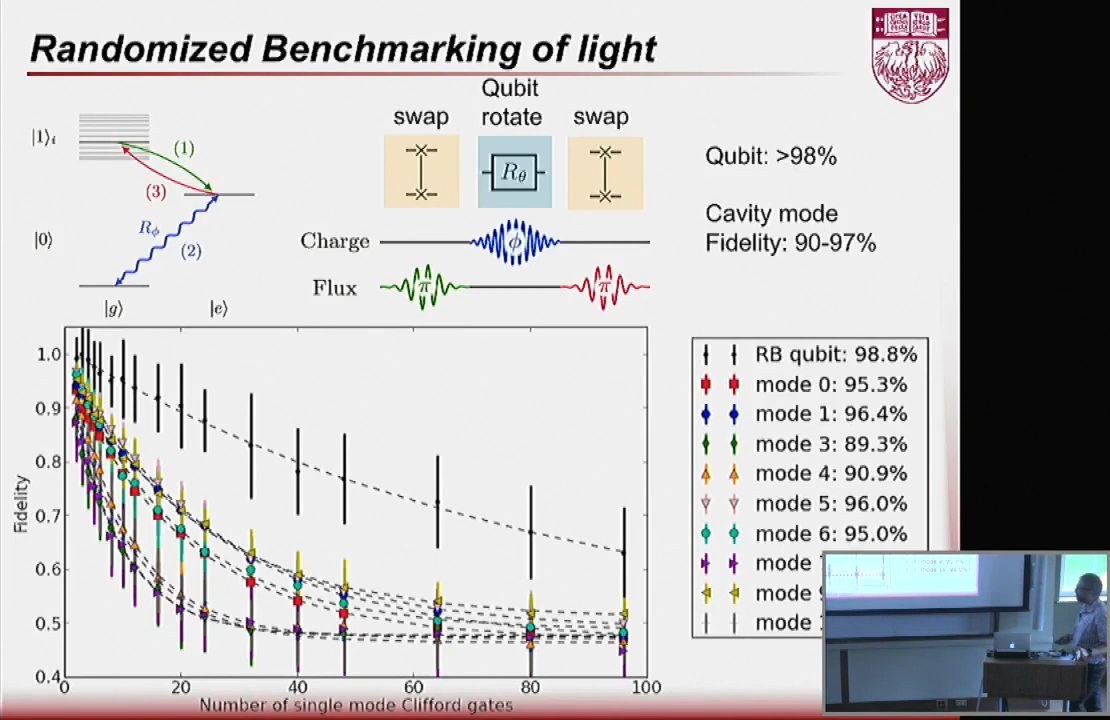 Randomized Benchmarking of light
|1⟩ᵢ
(1)
(3)
|0⟩
R_ϕ
(2)
|g⟩
|e⟩
swap
Qubit
rotate
swap
R_θ
Charge
ϕ
Flux
π
π
Qubit: >98%
Cavity mode
Fidelity: 90-97%
Fidelity
1.0
0.9
0.8
0.7
0.6
0.5
0.4
0
20
40
60
80
100
Number of single mode Clifford gates
RB qubit: 98.8%
mode 0: 95.3%
mode 1: 96.4%
mode 3: 89.3%
mode 4: 90.9%
mode 5: 96.0%
mode 6: 95.0%
mode
mode
mode